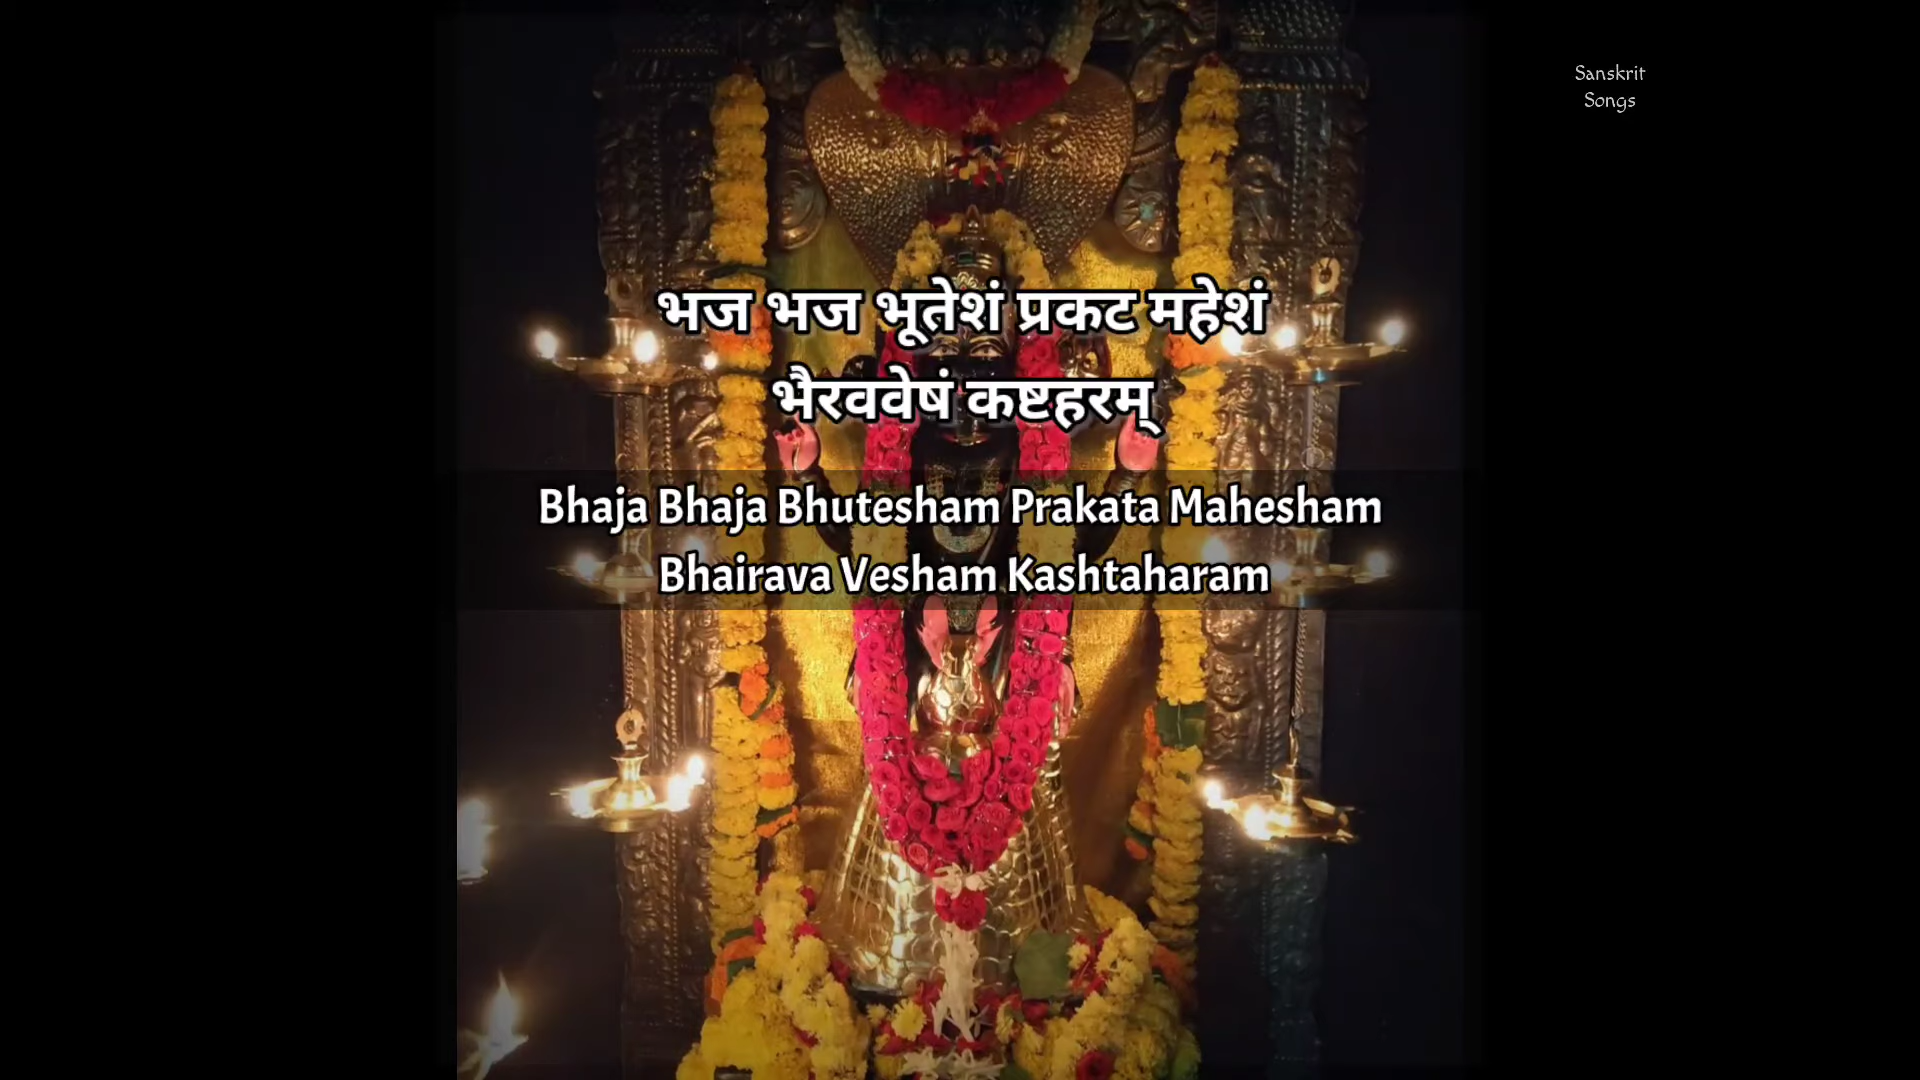 Sanskrit
Songs
भज भज भूतेशं प्रकट महेशं
भैरववेषं कष्टहरम्
Bhaja Bhaja Bhutesham Prakata Mahesham
Bhairava Vesham Kashtaharam